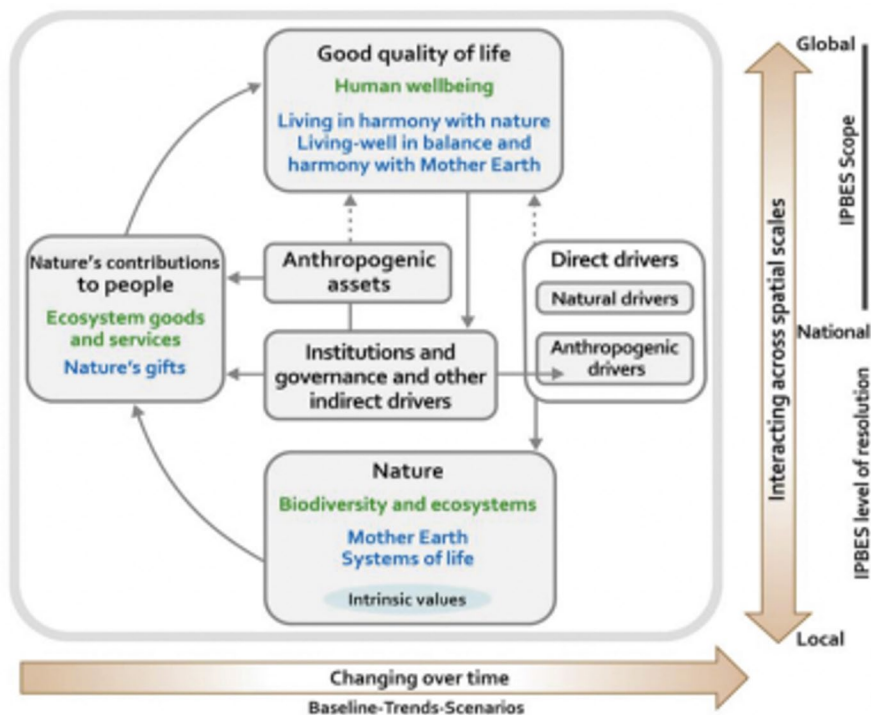 Good quality of life
Human wellbeing
Living in harmony with nature
Living-well in balance and
harmony with Mother Earth
Nature's contributions
to people
Ecosystem goods
and services
Nature's gifts
Anthropogenic
assets
Direct drivers
Natural drivers
Anthropogenic
drivers
Institutions and
governance and other
indirect drivers
Nature
Biodiversity and ecosystems
Mother Earth
Systems of life
Intrinsic values
Changing over time
Baseline-Trends-Scenarios
Interacting across spatial scales
Global
National
Local
IPBES Scope
IPBES level of resolution